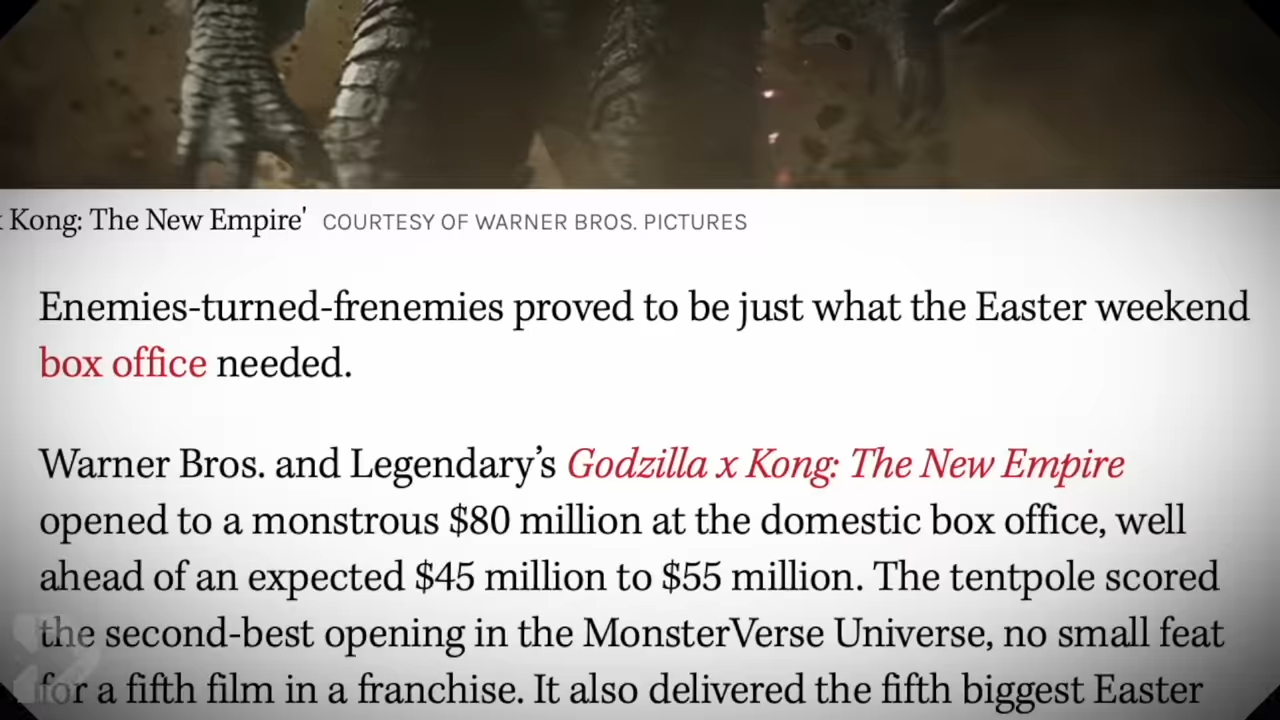 Kong: The New Empire' COURTESY OF WARNER BROS. PICTURES
Enemies-turned-frenemies proved to be just what the Easter weekend
box office needed.
Warner Bros. and Legendary’s Godzilla x Kong: The New Empire
opened to a monstrous $80 million at the domestic box office, well
ahead of an expected $45 million to $55 million. The tentpole scored
the second-best opening in the MonsterVerse Universe, no small feat
for a fifth film in a franchise. It also delivered the fifth biggest Easter